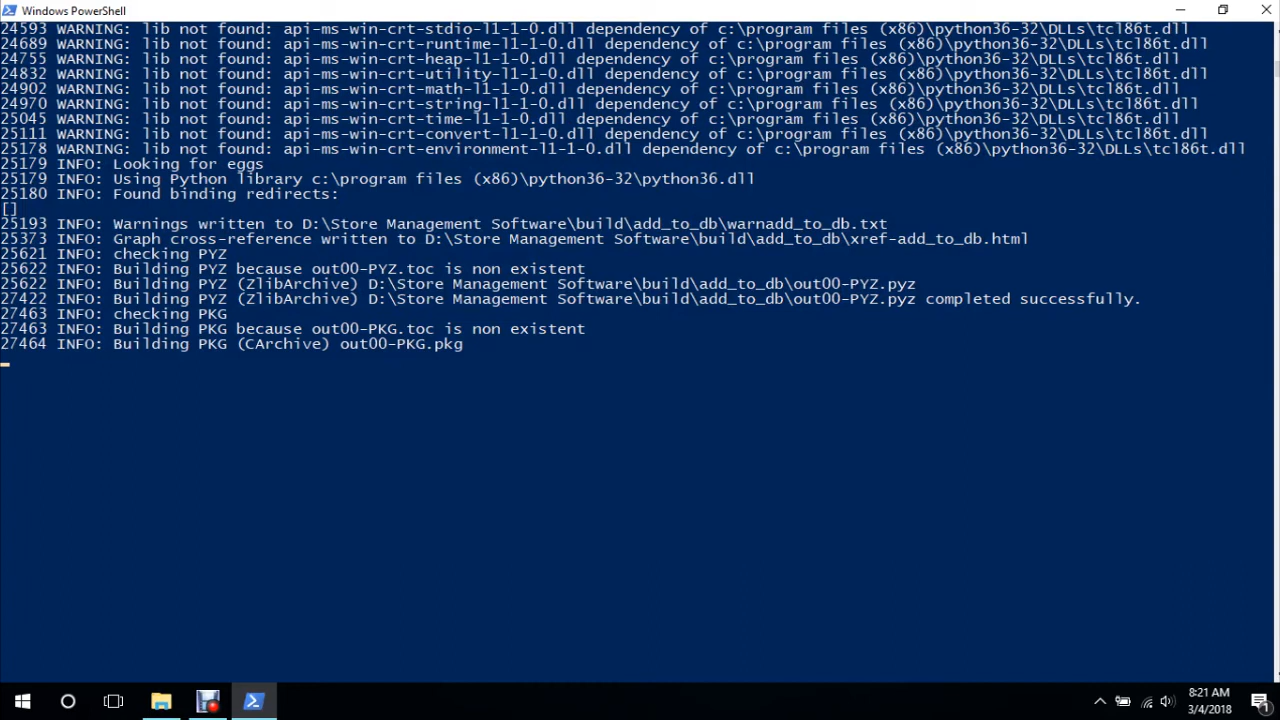 Windows PowerShell
24593 WARNING: lib not found: api-ms-win-crt-stdio-l1-1-0.dll dependency of c:\program files (x86)\python36-32\DLLs\tcl86t.dll
24689 WARNING: lib not found: api-ms-win-crt-runtime-l1-1-0.dll dependency of c:\program files (x86)\python36-32\DLLs\tcl86t.dll
24755 WARNING: lib not found: api-ms-win-crt-heap-l1-1-0.dll dependency of c:\program files (x86)\python36-32\DLLs\tcl86t.dll
24832 WARNING: lib not found: api-ms-win-crt-utility-l1-1-0.dll dependency of c:\program files (x86)\python36-32\DLLs\tcl86t.dll
24902 WARNING: lib not found: api-ms-win-crt-math-l1-1-0.dll dependency of c:\program files (x86)\python36-32\DLLs\tcl86t.dll
24970 WARNING: lib not found: api-ms-win-crt-string-l1-1-0.dll dependency of c:\program files (x86)\python36-32\DLLs\tcl86t.dll
25045 WARNING: lib not found: api-ms-win-crt-time-l1-1-0.dll dependency of c:\program files (x86)\python36-32\DLLs\tcl86t.dll
25111 WARNING: lib not found: api-ms-win-crt-convert-l1-1-0.dll dependency of c:\program files (x86)\python36-32\DLLs\tcl86t.dll
25178 WARNING: lib not found: api-ms-win-crt-environment-l1-1-0.dll dependency of c:\program files (x86)\python36-32\DLLs\tcl86t.dll
25179 INFO: Looking for eggs
25179 INFO: Using Python library c:\program files (x86)\python36-32\python36.dll
25180 INFO: Found binding redirects:
[]
25193 INFO: Warnings written to D:\Store Management Software\build\add_to_db\warnadd_to_db.txt
25373 INFO: Graph cross-reference written to D:\Store Management Software\build\add_to_db\xref-add_to_db.html
25621 INFO: checking PYZ
25622 INFO: Building PYZ because out00-PYZ.toc is non existent
25622 INFO: Building PYZ (ZlibArchive) D:\Store Management Software\build\add_to_db\out00-PYZ.pyz
27422 INFO: Building PYZ (ZlibArchive) D:\Store Management Software\build\add_to_db\out00-PYZ.pyz completed successfully.
27463 INFO: checking PKG
27463 INFO: Building PKG because out00-PKG.toc is non existent
27464 INFO: Building PKG (CArchive) out00-PKG.pkg
8:21 AM
3/4/2018
1